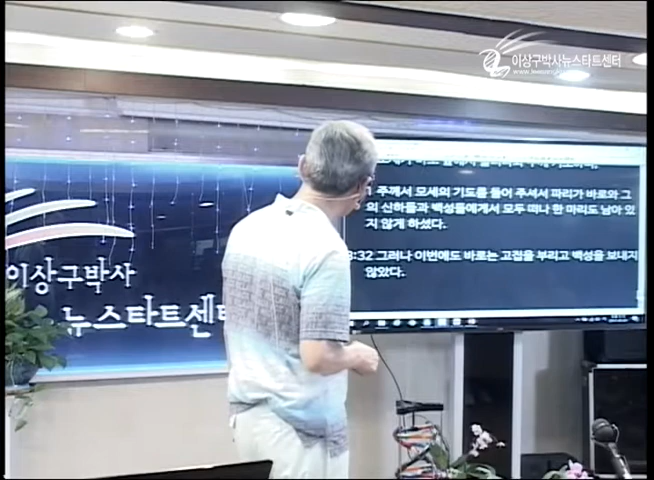 이상구박사뉴스타트센터
주께서 모세의 기도를 들어 주셔서 파리가 바로와 그
의 신하들과 백성들에게서 모두 떠나 한 마리도 남아 있
지 않게 하셨다.
8:32 그러나 이번에도 바로는 고집을 부리고 백성을 보내지
않았다.
이상구박사
뉴스타트센터